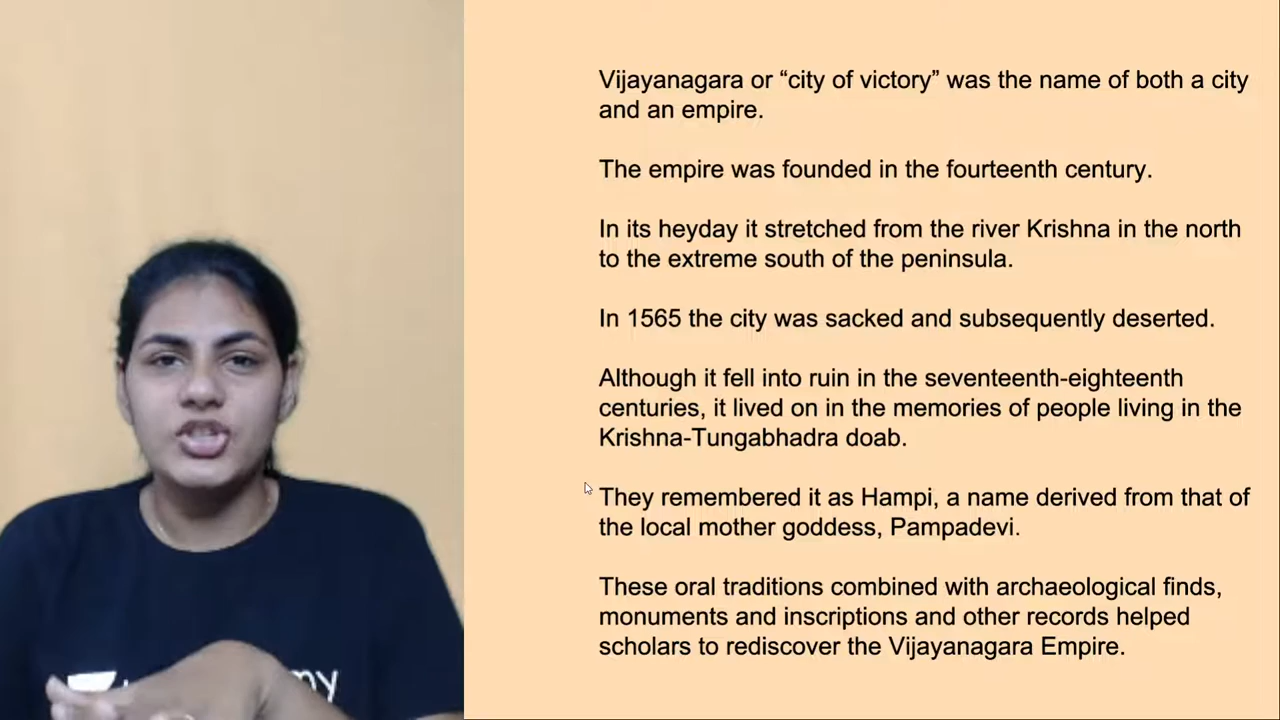 Vijayanagara or “city of victory” was the name of both a city
and an empire.
The empire was founded in the fourteenth century.
In its heyday it stretched from the river Krishna in the north
to the extreme south of the peninsula.
In 1565 the city was sacked and subsequently deserted.
Although it fell into ruin in the seventeenth-eighteenth
centuries, it lived on in the memories of people living in the
Krishna-Tungabhadra doab.
They remembered it as Hampi, a name derived from that of
the local mother goddess, Pampadevi.
These oral traditions combined with archaeological finds,
monuments and inscriptions and other records helped
scholars to rediscover the Vijayanagara Empire.